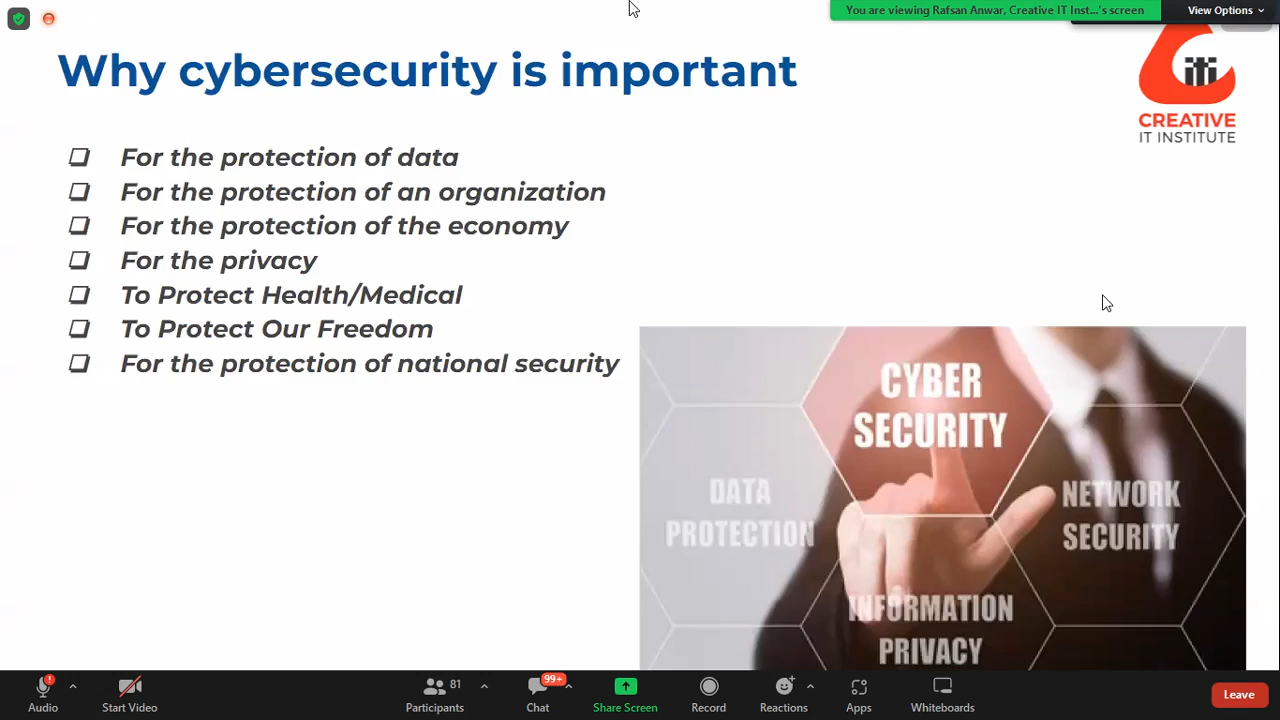 You are viewing Rafsan Anwar, Creative IT Inst...'s screen
View Options
Why cybersecurity is important
iti
CREATIVE
IT INSTITUTE
For the protection of data
For the protection of an organization
For the protection of the economy
For the privacy
To Protect Health/Medical
To Protect Our Freedom
For the protection of national security
CYBER
SECURITY
DATA
PROTECTION
NETWORK
SECURITY
INFORMATION
PRIVACY
Audio
Start Video
81
Participants
99+
Chat
Share Screen
Record
Reactions
Apps
Whiteboards
Leave